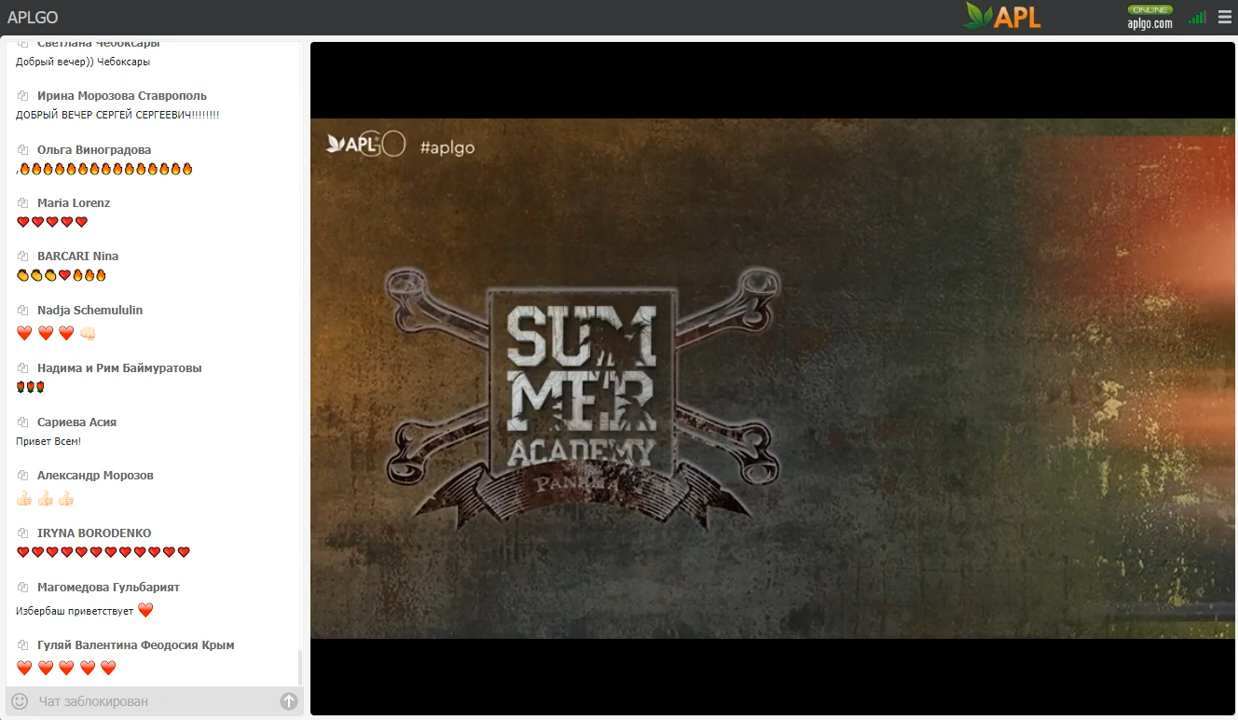 APLGO
APL
ONLINE
aplgo.com
Светлана Чебоксары
Добрый вечер)) Чебоксары
Ирина Морозова Ставрополь
ДОБРЫЙ ВЕЧЕР СЕРГЕЙ СЕРГЕЕВИЧ!!!!!!!!
Ольга Виноградова
,🔥🔥🔥🔥🔥🔥🔥🔥🔥🔥🔥🔥🔥🔥🔥
Maria Lorenz
❤❤❤❤❤
BARCARI Nina
👏👏👏❤🔥🔥🔥
Nadja Schemululin
❤️❤️❤️👊🏻
Надима и Рим Баймуратовы
🌹🌹🌹
Сариева Асия
Привет Всем!
Александр Морозов
👍🏻👍🏻👍🏻
IRYNA BORODENKO
❤❤❤❤❤❤❤❤❤❤❤❤
Магомедова Гульбарият
Избербаш приветствует ❤️
Гуляй Валентина Феодосия Крым
❤️❤️❤️❤️❤️
Чат заблокирован
APLGO #aplgo
SUM
MER
ACADEMY
PANAMA